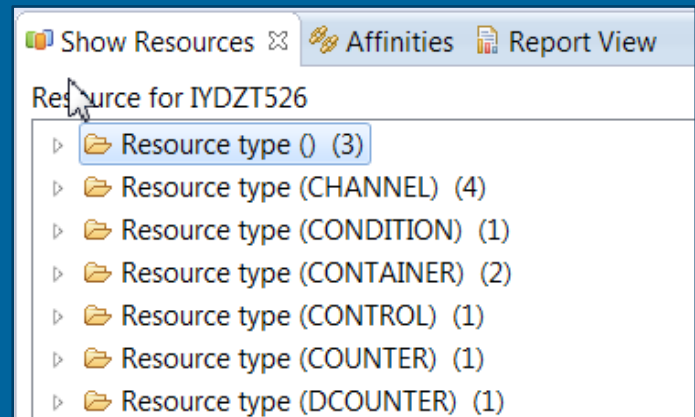 Show Resources Affinities Report View
Resource for IYDZT526
Resource type () (3)
Resource type (CHANNEL) (4)
Resource type (CONDITION) (1)
Resource type (CONTAINER) (2)
Resource type (CONTROL) (1)
Resource type (COUNTER) (1)
Resource type (DCOUNTER) (1)